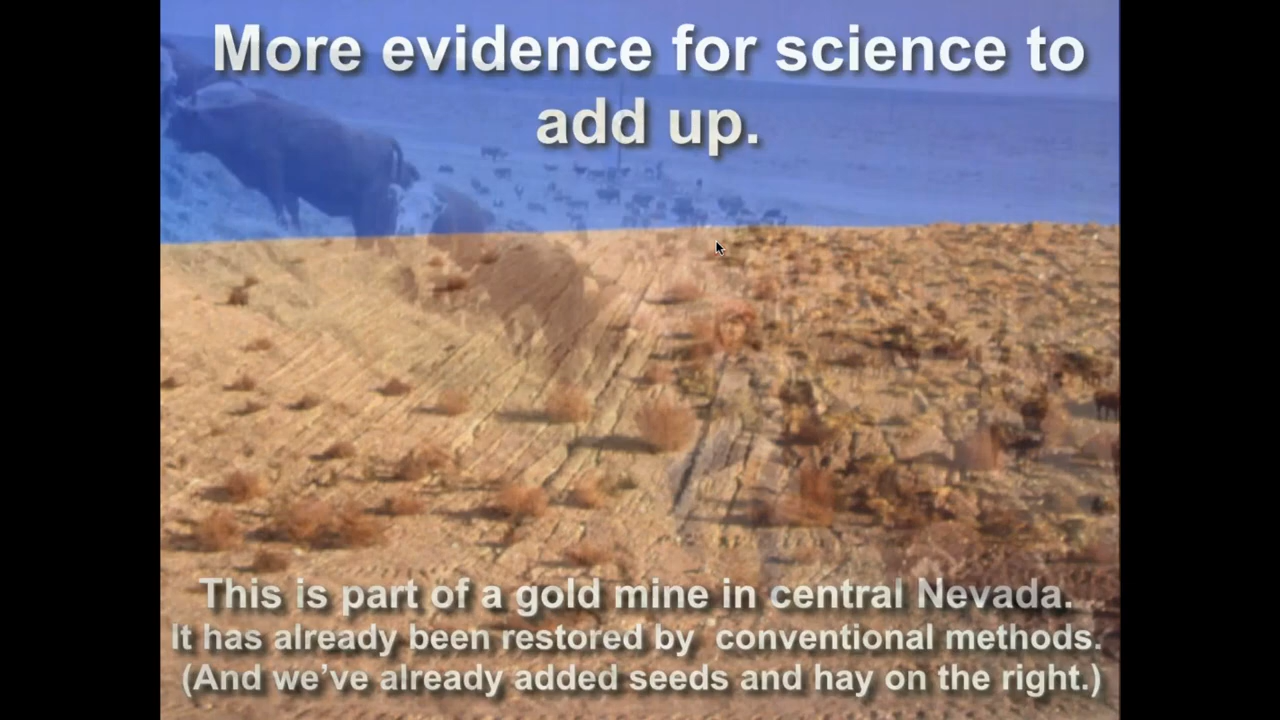 More evidence for science to
add up.
This is part of a gold mine in central Nevada.
It has already been restored by conventional methods.
(And we’ve already added seeds and hay on the right.)